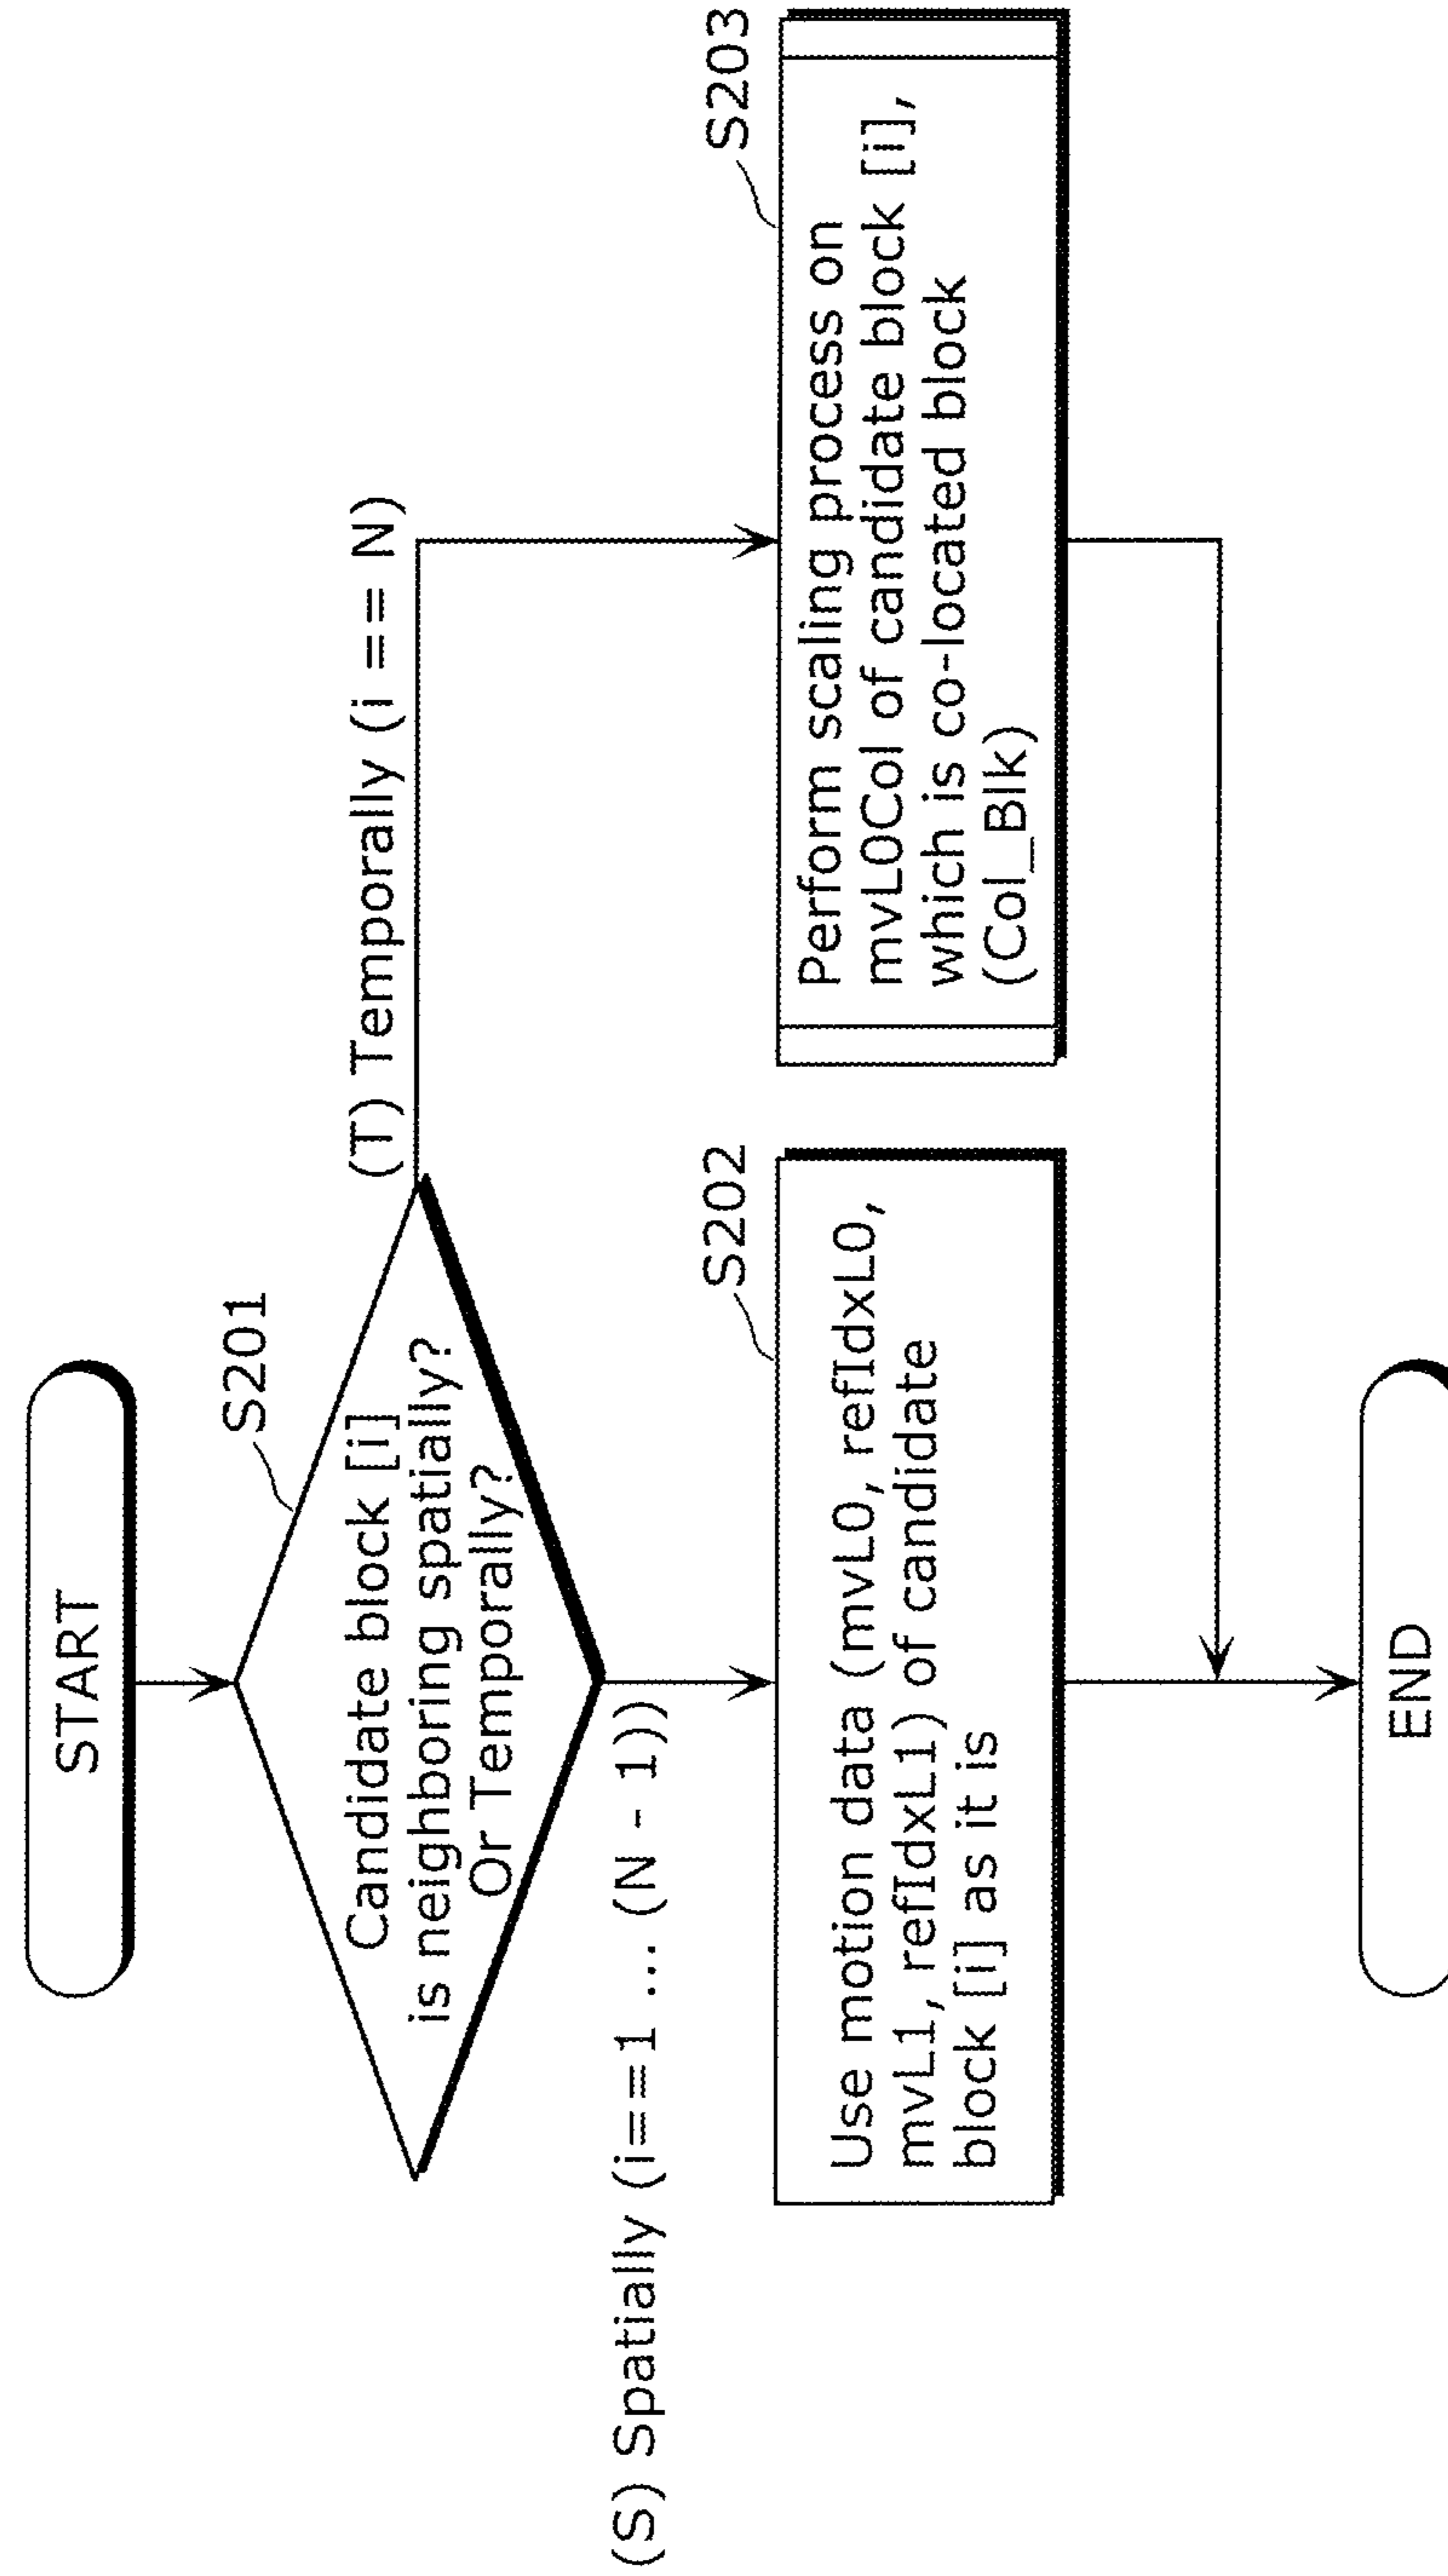 START
S201
Candidate block [i]
is neighboring spatially?
Or Temporally?
(T) Temporally (i == N)
(S) Spatially (i==1 ... (N - 1))
S202
Use motion data (mvL0, refIdxL0,
mvL1, refIdxL1) of candidate
block [i] as it is
S203
Perform scaling process on
mvL0Col of candidate block [i],
which is co-located block
(Col_Blk)
END